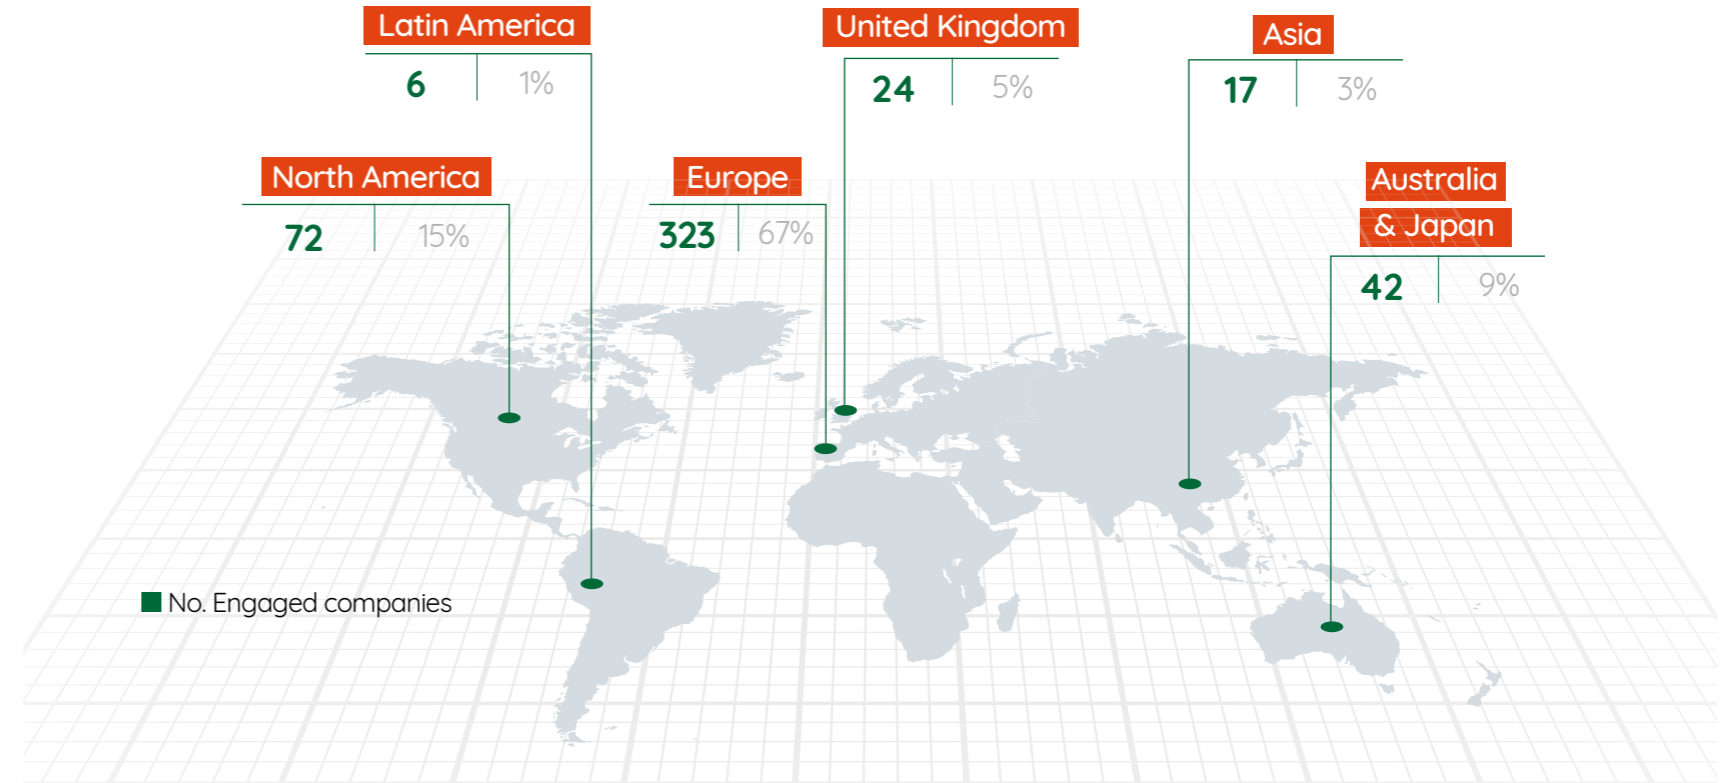 Latin America
6 1%
United Kingdom
24 5%
Asia
17 3%
North America
72 15%
Europe
323 67%
Australia
& Japan
42 9%
No. Engaged companies